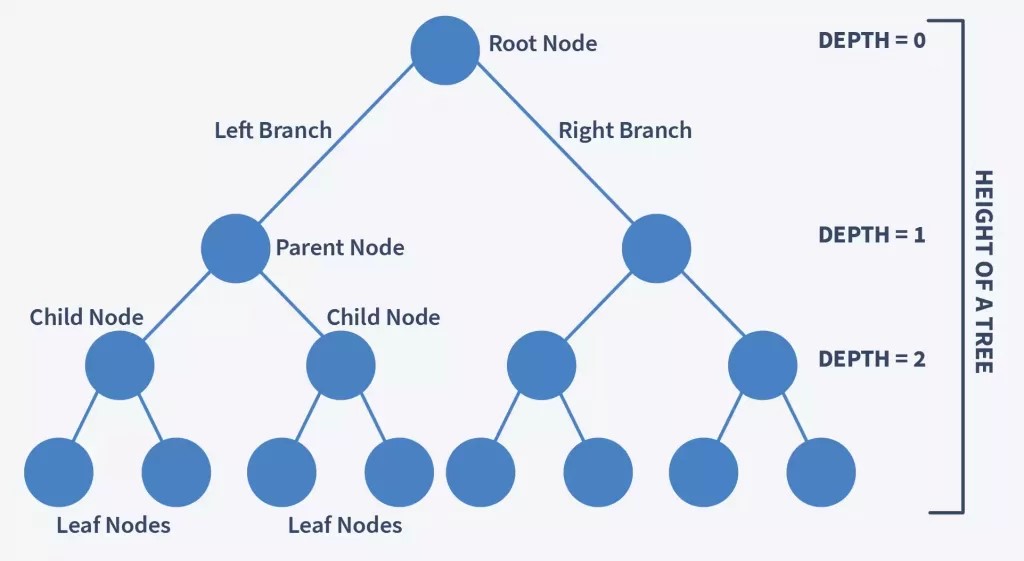 Root Node
DEPTH = 0
Left Branch
Right Branch
HEIGHT OF A TREE
Parent Node
DEPTH = 1
Child Node
Child Node
DEPTH = 2
Leaf Nodes
Leaf Nodes